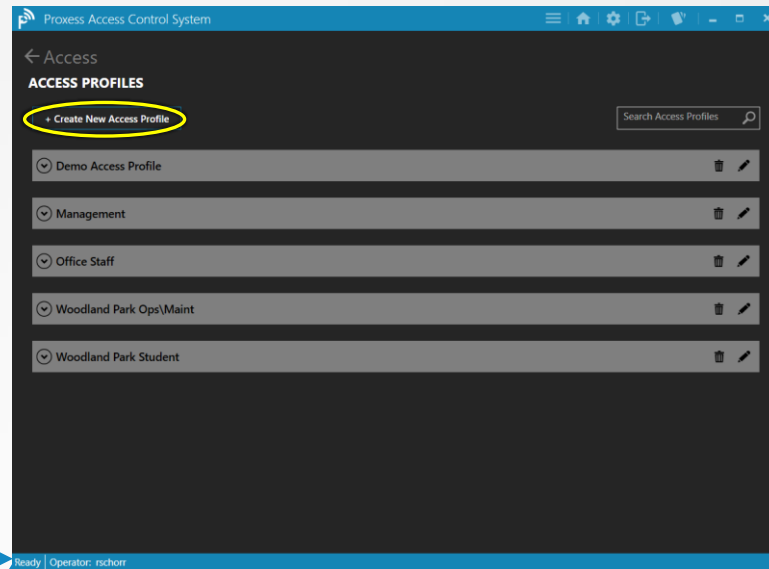 Proxess Access Control System
Access
ACCESS PROFILES
+ Create New Access Profile
Search Access Profiles
Demo Access Profile
Management
Office Staff
Woodland Park Ops\Maint
Woodland Park Student
Ready Operator: rschorr